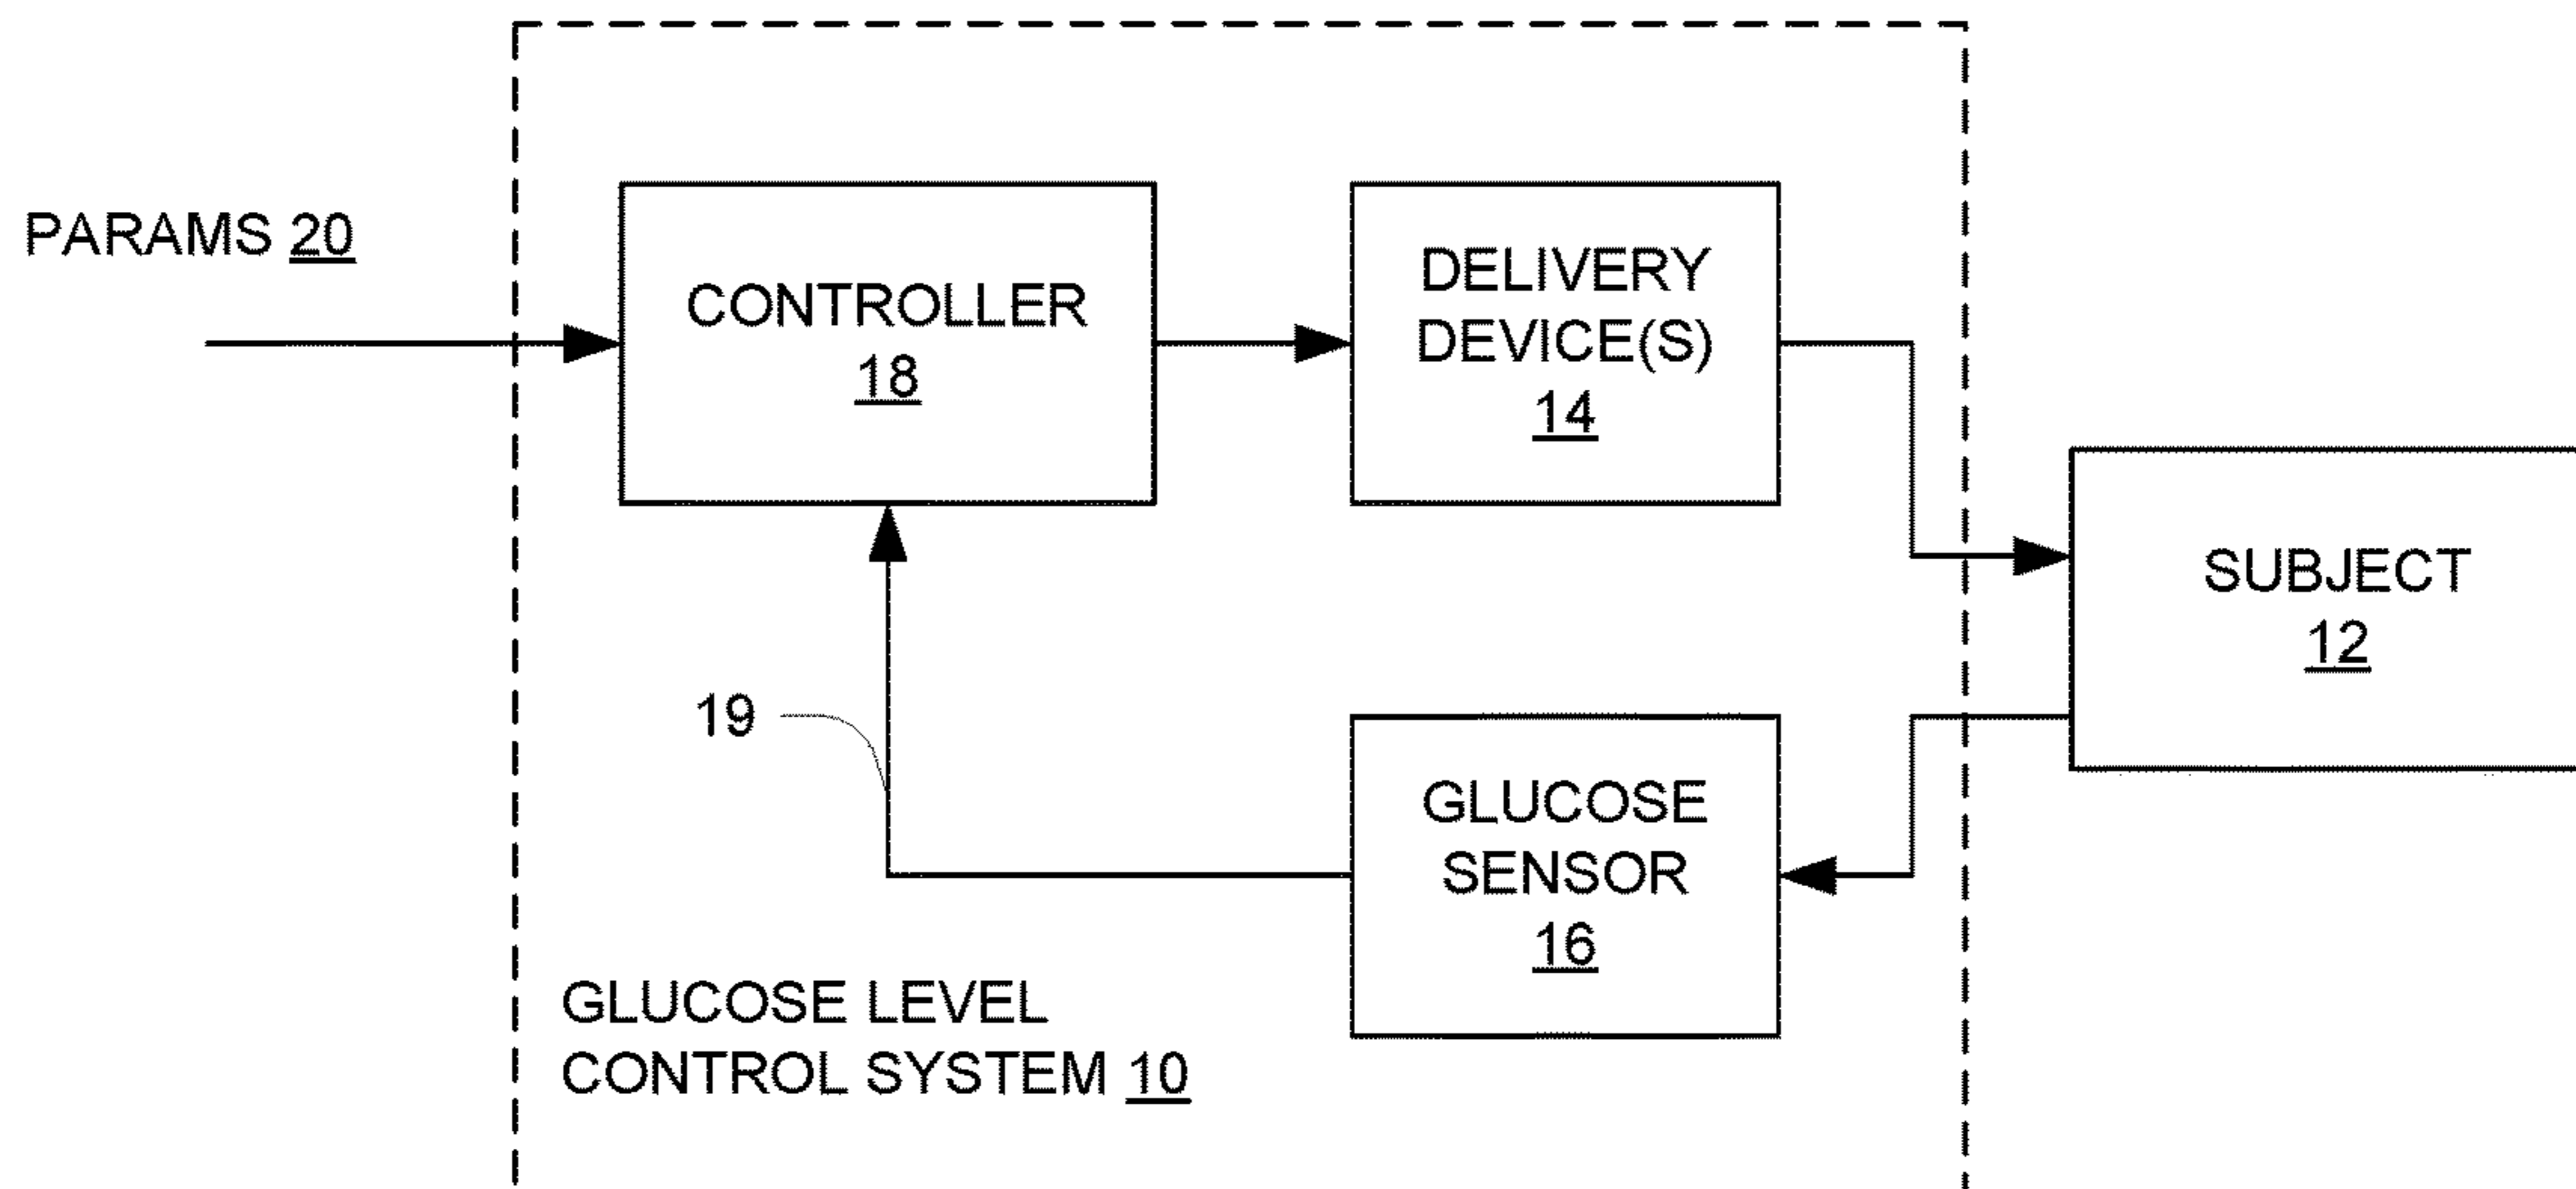 PARAMS 20
CONTROLLER
18
DELIVERY
DEVICE(S)
14
SUBJECT
12
19
GLUCOSE
SENSOR
16
GLUCOSE LEVEL
CONTROL SYSTEM 10